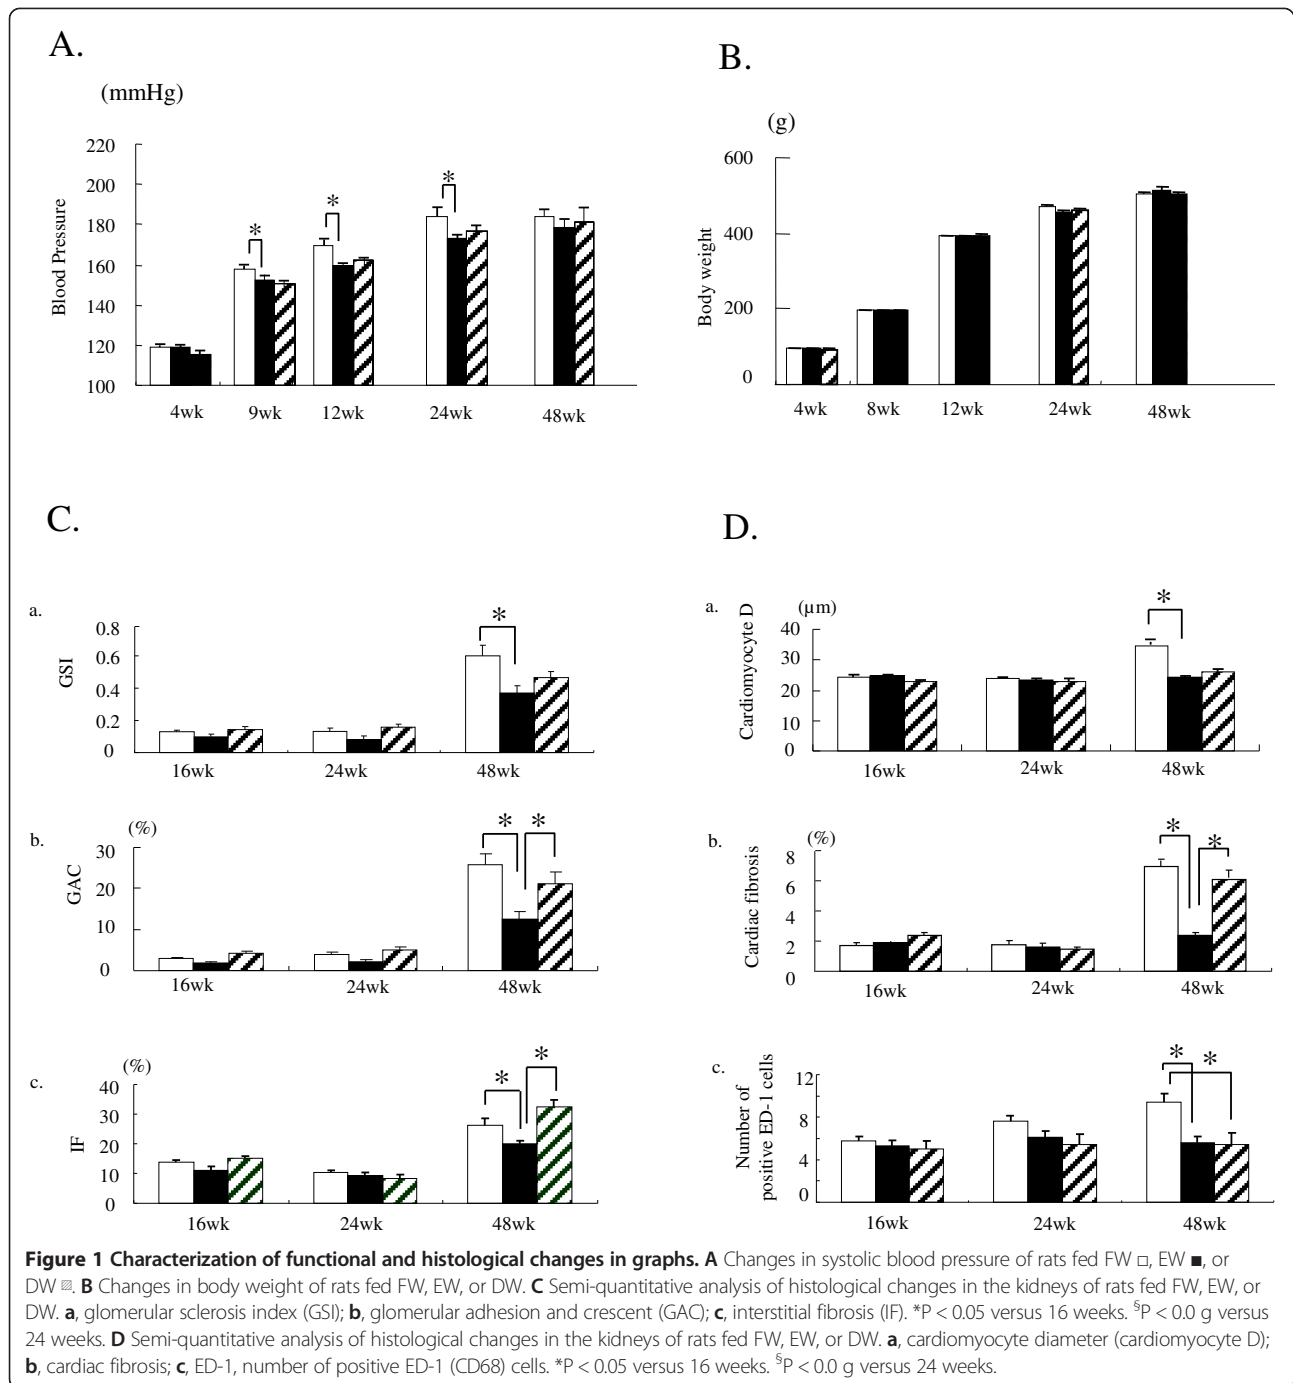 A.
(mmHg)
Blood Pressure
220
200
180
160
140
120
100
* * *
4wk 9wk 12wk 24wk 48wk
B.
(g)
Body weight
600
400
200
0
4wk 8wk 12wk 24wk 48wk
C.
a.
GSI
0.8
0.6
0.4
0.2
0
*
16wk 24wk 48wk
b.
(%)
GAC
30
20
10
0
* *
16wk 24wk 48wk
c.
(%)
IF
40
30
20
10
0
* *
16wk 24wk 48wk
D.
a.
(µm)
Cardiomyocyte D
40
30
20
10
0
*
16wk 24wk 48wk
b.
(%)
Cardiac fibrosis
8
6
4
2
0
* *
16wk 24wk 48wk
c.
Number of
positive ED-1 cells
12
8
4
0
* *
16wk 24wk 48wk
Figure 1 Characterization of functional and histological changes in graphs. A Changes in systolic blood pressure of rats fed FW □, EW ■, or
DW ▨. B Changes in body weight of rats fed FW, EW, or DW. C Semi-quantitative analysis of histological changes in the kidneys of rats fed FW, EW, or
DW. a, glomerular sclerosis index (GSI); b, glomerular adhesion and crescent (GAC); c, interstitial fibrosis (IF). *P < 0.05 versus 16 weeks. §P < 0.0 g versus
24 weeks. D Semi-quantitative analysis of histological changes in the kidneys of rats fed FW, EW, or DW. a, cardiomyocyte diameter (cardiomyocyte D);
b, cardiac fibrosis; c, ED-1, number of positive ED-1 (CD68) cells. *P < 0.05 versus 16 weeks. §P < 0.0 g versus 24 weeks.